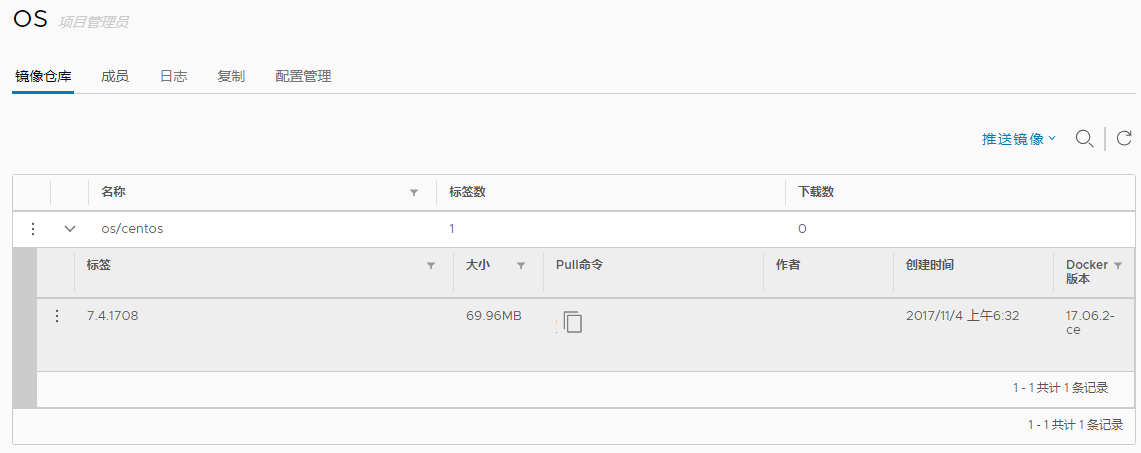 OS 项目管理员
镜像仓库 成员 日志 复制 配置管理
推送镜像
名称 标签数 下载数
os/centos 1 0
标签 大小 Pull命令 作者 创建时间 Docker
版本
7.4.1708 69.96MB 2017/11/4 上午6:32 17.06.2-
ce
1 - 1 共计 1 条记录
1 - 1 共计 1 条记录